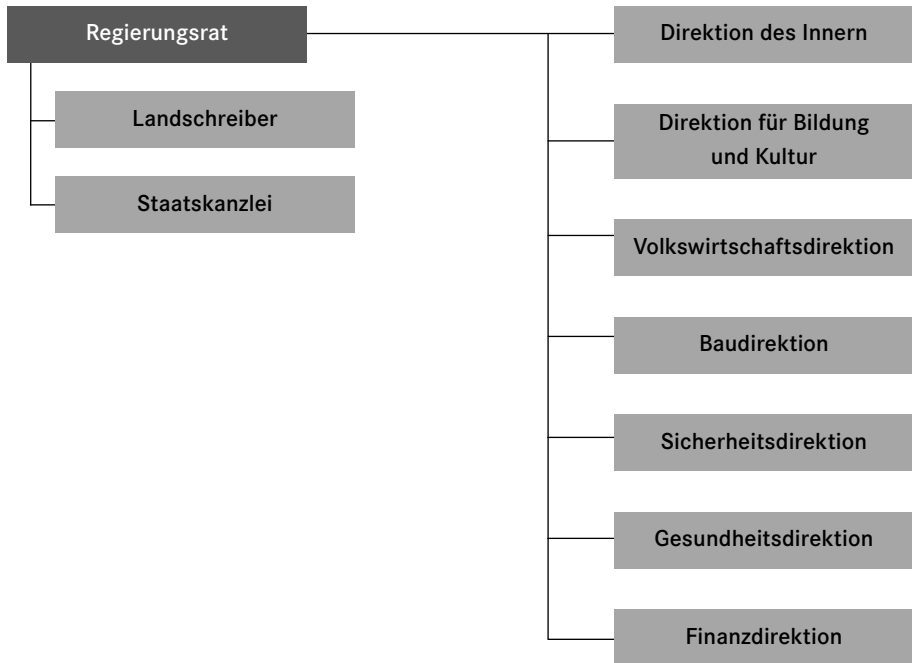 Regierungsrat
Landschreiber
Staatskanzlei
Direktion des Innern
Direktion für Bildung
und Kultur
Volkswirtschaftsdirektion
Baudirektion
Sicherheitsdirektion
Gesundheitsdirektion
Finanzdirektion